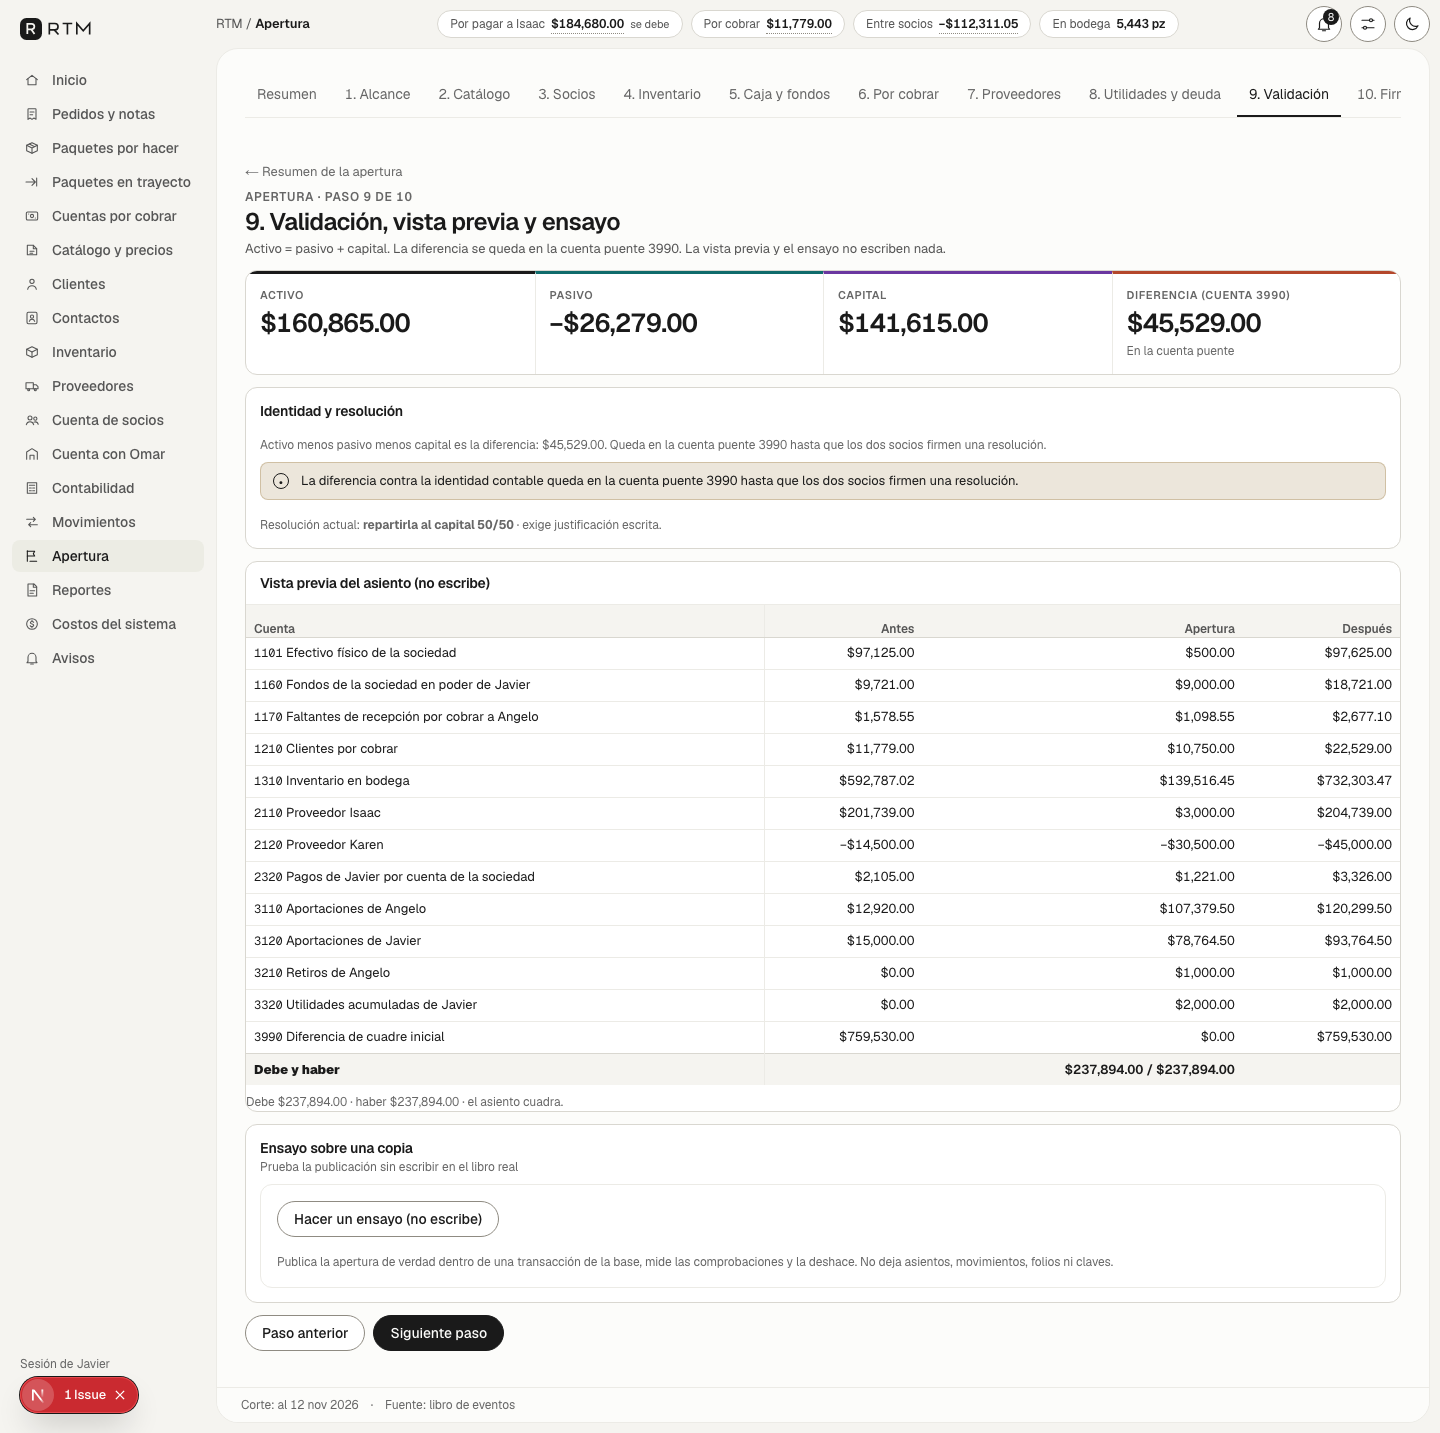 R RTM
RTM / Apertura
Por pagar a Isaac $184,680.00 se debe
Por cobrar $11,779.00
Entre socios −$112,311.05
En bodega 5,443 pz
8
Inicio
Pedidos y notas
Paquetes por hacer
Paquetes en trayecto
Cuentas por cobrar
Catálogo y precios
Clientes
Contactos
Inventario
Proveedores
Cuenta de socios
Cuenta con Omar
Contabilidad
Movimientos
Apertura
Reportes
Costos del sistema
Avisos
Sesión de Javier
N 1 Issue
Resumen 1. Alcance 2. Catálogo 3. Socios 4. Inventario 5. Caja y fondos 6. Por cobrar 7. Proveedores 8. Utilidades y deuda 9. Validación 10. Firr
← Resumen de la apertura
APERTURA · PASO 9 DE 10
9. Validación, vista previa y ensayo
Activo = pasivo + capital. La diferencia se queda en la cuenta puente 3990. La vista previa y el ensayo no escriben nada.
ACTIVO
$160,865.00
PASIVO
−$26,279.00
CAPITAL
$141,615.00
DIFERENCIA (CUENTA 3990)
$45,529.00
En la cuenta puente
Identidad y resolución
Activo menos pasivo menos capital es la diferencia: $45,529.00. Queda en la cuenta puente 3990 hasta que los dos socios firmen una resolución.
La diferencia contra la identidad contable queda en la cuenta puente 3990 hasta que los dos socios firmen una resolución.
Resolución actual: repartirla al capital 50/50 · exige justificación escrita.
Vista previa del asiento (no escribe)
Cuenta Antes Apertura Después
1101 Efectivo físico de la sociedad $97,125.00 $500.00 $97,625.00
1160 Fondos de la sociedad en poder de Javier $9,721.00 $9,000.00 $18,721.00
1170 Faltantes de recepción por cobrar a Angelo $1,578.55 $1,098.55 $2,677.10
1210 Clientes por cobrar $11,779.00 $10,750.00 $22,529.00
1310 Inventario en bodega $592,787.02 $139,516.45 $732,303.47
2110 Proveedor Isaac $201,739.00 $3,000.00 $204,739.00
2120 Proveedor Karen −$14,500.00 −$30,500.00 −$45,000.00
2320 Pagos de Javier por cuenta de la sociedad $2,105.00 $1,221.00 $3,326.00
3110 Aportaciones de Angelo $12,920.00 $107,379.50 $120,299.50
3120 Aportaciones de Javier $15,000.00 $78,764.50 $93,764.50
3210 Retiros de Angelo $0.00 $1,000.00 $1,000.00
3320 Utilidades acumuladas de Javier $0.00 $2,000.00 $2,000.00
3990 Diferencia de cuadre inicial $759,530.00 $0.00 $759,530.00
Debe y haber $237,894.00 / $237,894.00
Debe $237,894.00 · haber $237,894.00 · el asiento cuadra.
Ensayo sobre una copia
Prueba la publicación sin escribir en el libro real
Hacer un ensayo (no escribe)
Publica la apertura de verdad dentro de una transacción de la base, mide las comprobaciones y la deshace. No deja asientos, movimientos, folios ni claves.
Paso anterior
Siguiente paso
Corte: al 12 nov 2026 · Fuente: libro de eventos